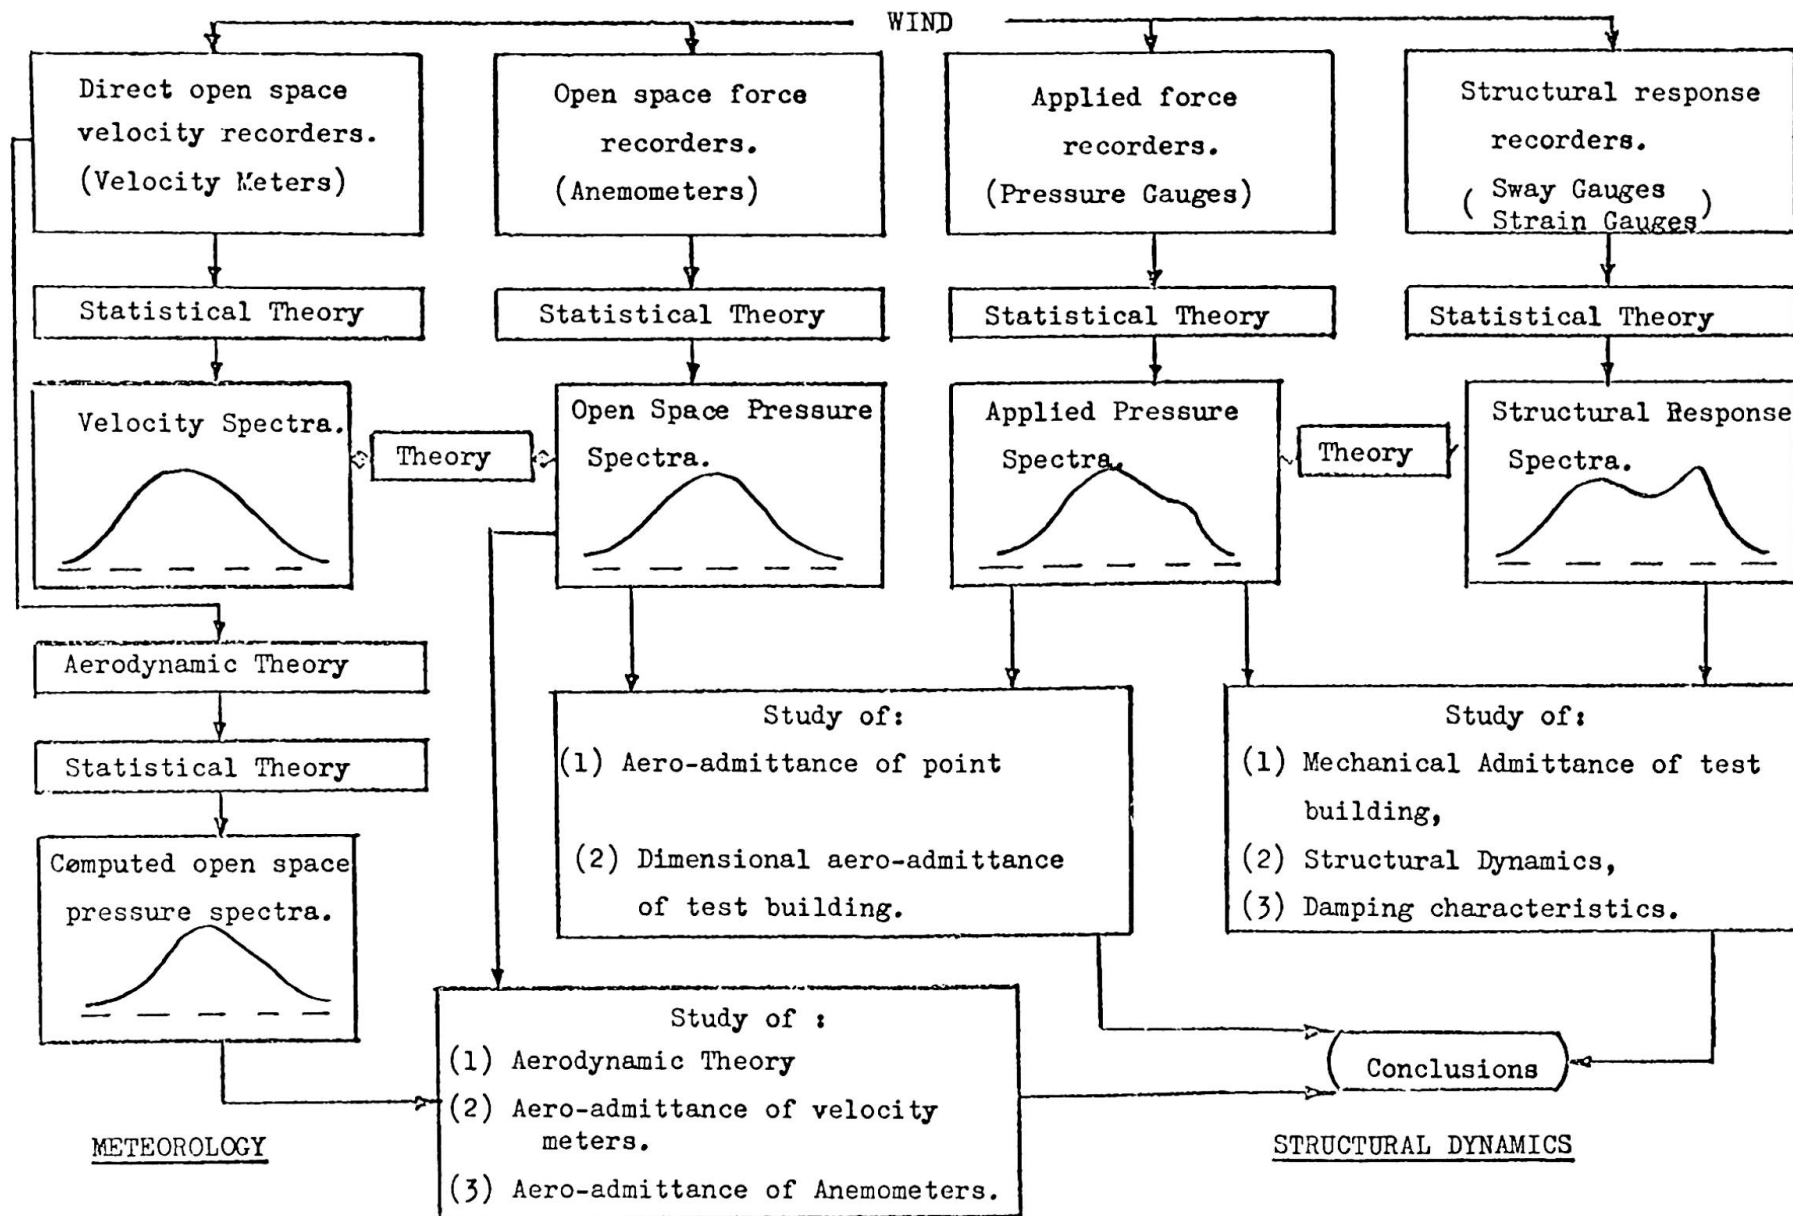 WIND
Direct open space
velocity recorders.
(Velocity Meters)
Open space force
recorders.
(Anemometers)
Applied force
recorders.
(Pressure Gauges)
Structural response
recorders.
( Sway Gauges
Strain Gauges )
Statistical Theory
Statistical Theory
Statistical Theory
Statistical Theory
Velocity Spectra.
Theory
Open Space Pressure
Spectra.
Applied Pressure
Spectra.
Theory
Structural Response
Spectra.
Aerodynamic Theory
Statistical Theory
Computed open space
pressure spectra.
Study of:
(1) Aero-admittance of point
(2) Dimensional aero-admittance
of test building.
Study of:
(1) Mechanical Admittance of test
building,
(2) Structural Dynamics,
(3) Damping characteristics.
Study of :
(1) Aerodynamic Theory
(2) Aero-admittance of velocity
meters.
(3) Aero-admittance of Anemometers.
Conclusions
METEOROLOGY
STRUCTURAL DYNAMICS